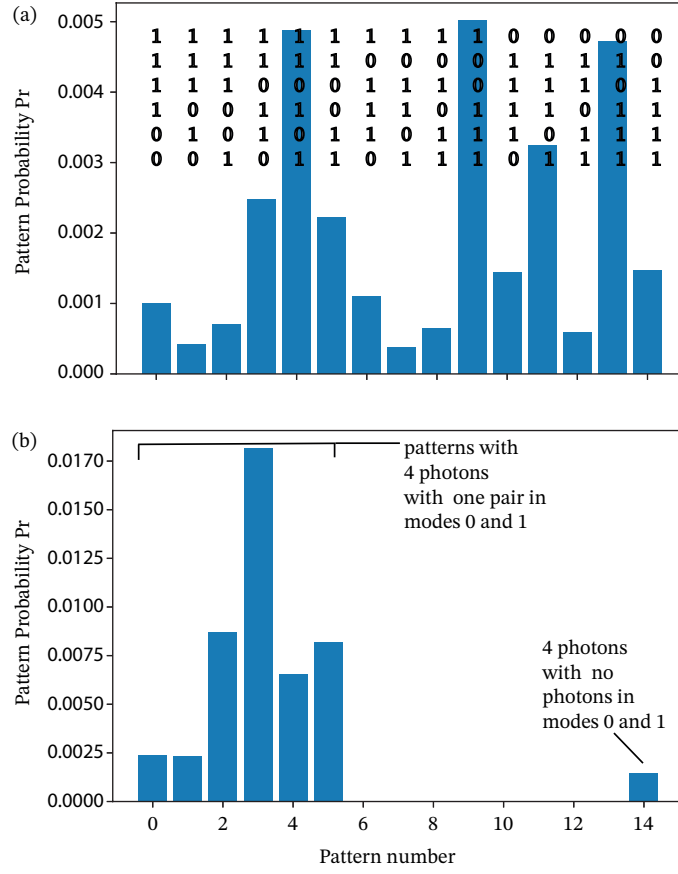 (a)
Pattern Probability Pr
0.005
0.004
0.003
0.002
0.001
0.000
1 1 1 1 1 1 1 1 1 1 0 0 0 0 0
1 1 1 1 1 1 0 0 0 0 1 1 1 1 0
1 1 1 0 0 0 1 1 1 0 1 1 1 0 1
1 0 0 1 1 0 1 1 0 1 1 1 0 1 1
0 1 0 1 0 1 1 0 1 1 1 0 1 1 1
0 0 1 0 1 1 0 1 1 1 0 1 1 1 1
(b)
Pattern Probability Pr
0.0170
0.0150
0.0125
0.0100
0.0075
0.0050
0.0025
0.0000
patterns with
4 photons
with one pair in
modes 0 and 1
4 photons
with no
photons in
modes 0 and 1
0 2 4 6 8 10 12 14
Pattern number